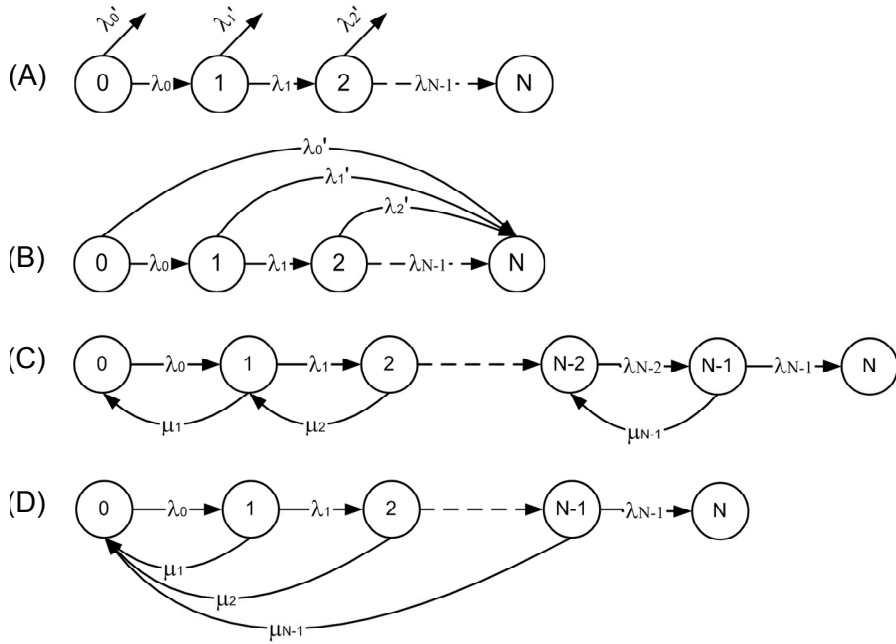 λ0' λ1' λ2'
(A) 0 λ0 1 λ1 2 λN-1 N
λ0'
λ1'
λ2'
(B) 0 λ0 1 λ1 2 λN-1 N
(C) 0 λ0 1 λ1 2 N-2 λN-2 N-1 λN-1 N
μ1 μ2 μN-1
(D) 0 λ0 1 λ1 2 N-1 λN-1 N
μ1
μ2
μN-1